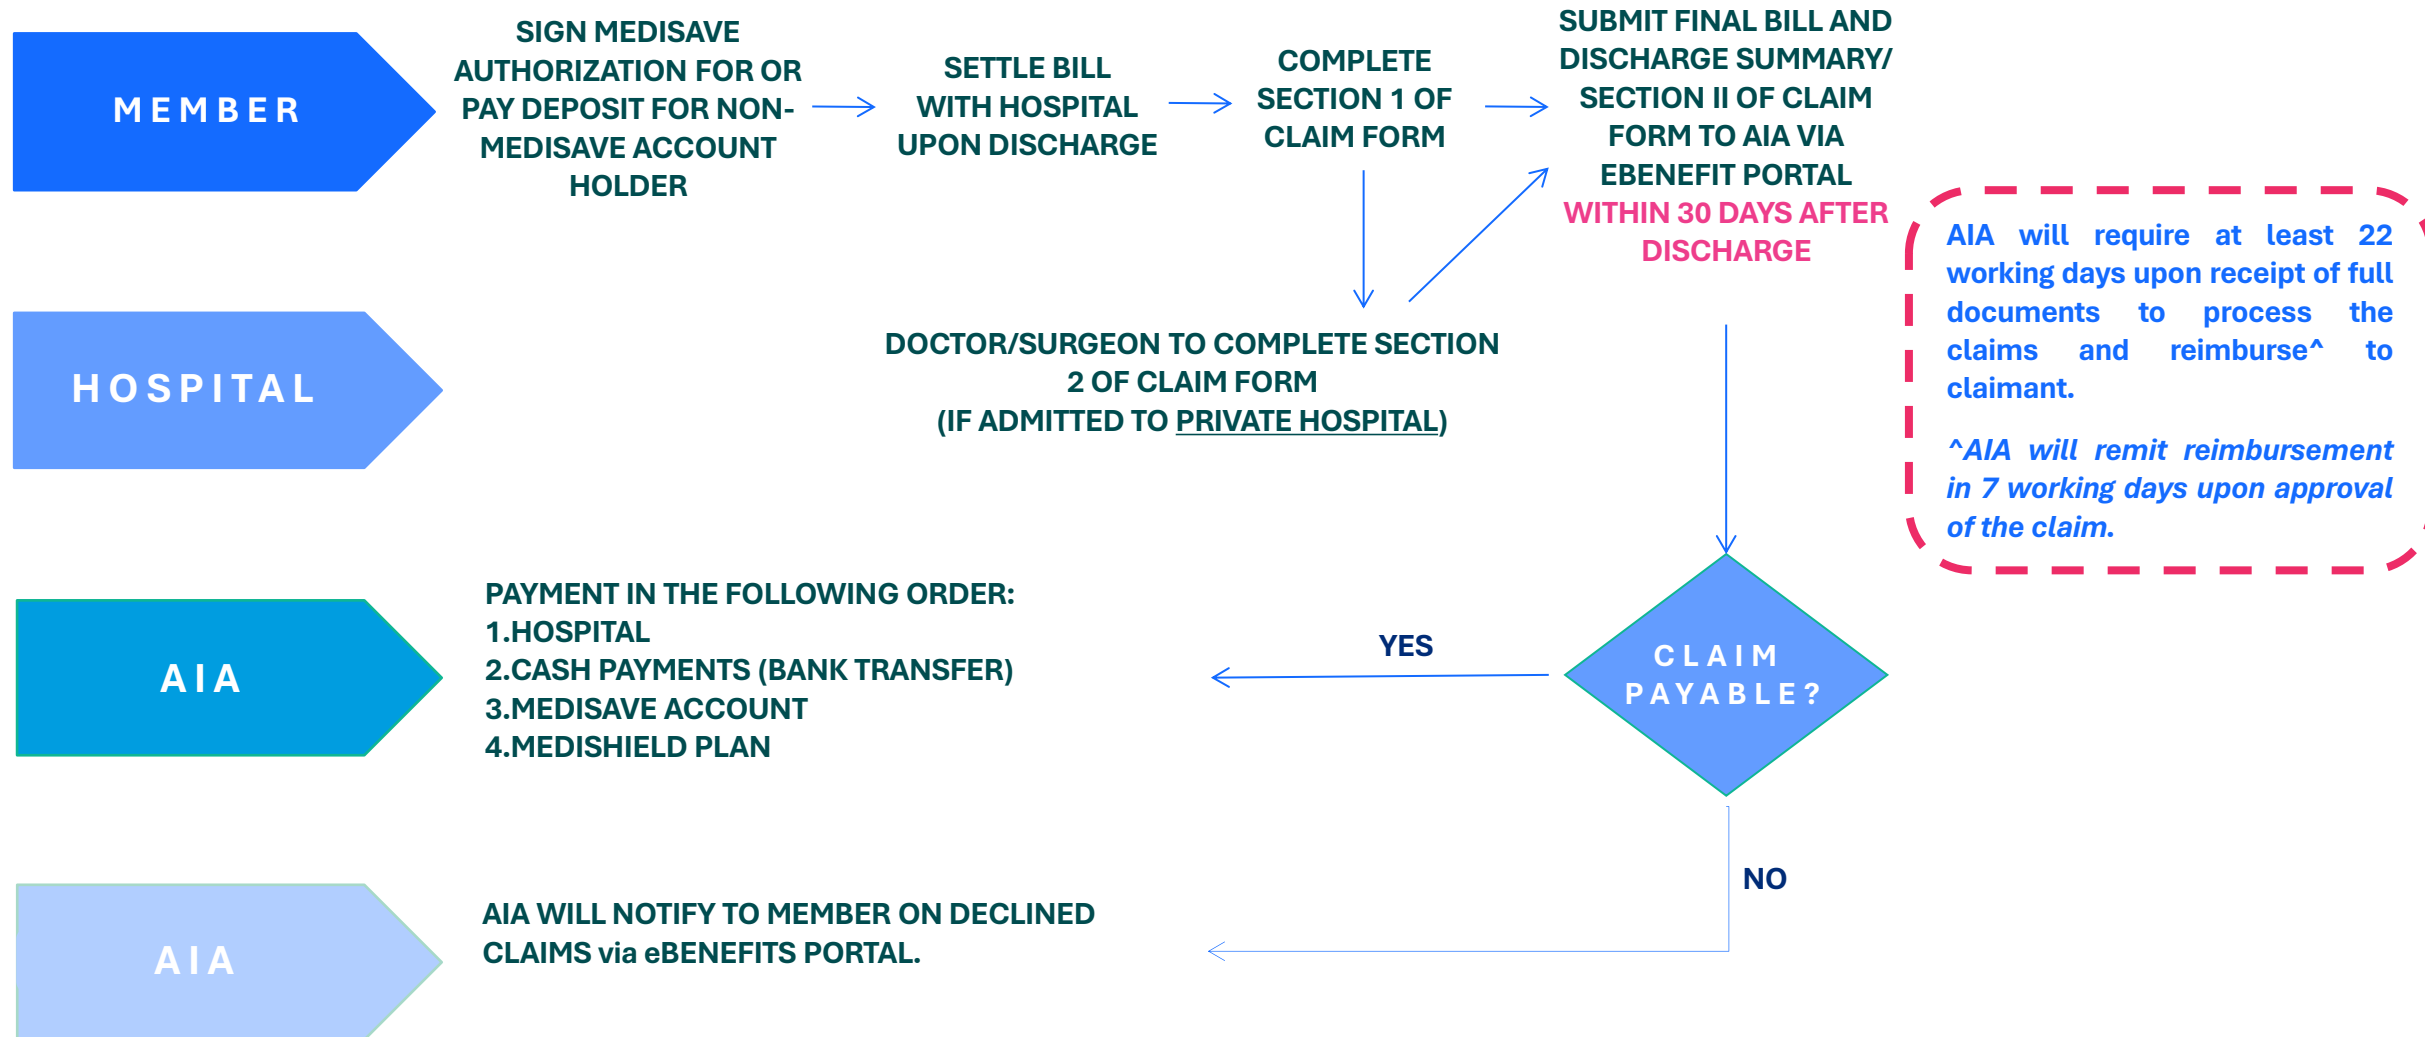 MEMBER
SIGN MEDISAVE
AUTHORIZATION FOR OR
PAY DEPOSIT FOR NON-
MEDISAVE ACCOUNT
HOLDER
SETTLE BILL
WITH HOSPITAL
UPON DISCHARGE
COMPLETE
SECTION 1 OF
CLAIM FORM
SUBMIT FINAL BILL AND
DISCHARGE SUMMARY/
SECTION II OF CLAIM
FORM TO AIA VIA
EBENEFIT PORTAL
WITHIN 30 DAYS AFTER
DISCHARGE
AIA will require at least 22
working days upon receipt of full
documents to process the
claims and reimburse^ to
claimant.
^AIA will remit reimbursement
in 7 working days upon approval
of the claim.
HOSPITAL
DOCTOR/SURGEON TO COMPLETE SECTION
2 OF CLAIM FORM
(IF ADMITTED TO PRIVATE HOSPITAL)
AIA
PAYMENT IN THE FOLLOWING ORDER:
1.HOSPITAL
2.CASH PAYMENTS (BANK TRANSFER)
3.MEDISAVE ACCOUNT
4.MEDISHIELD PLAN
YES
CLAIM
PAYABLE?
NO
AIA
AIA WILL NOTIFY TO MEMBER ON DECLINED
CLAIMS via eBENEFITS PORTAL.